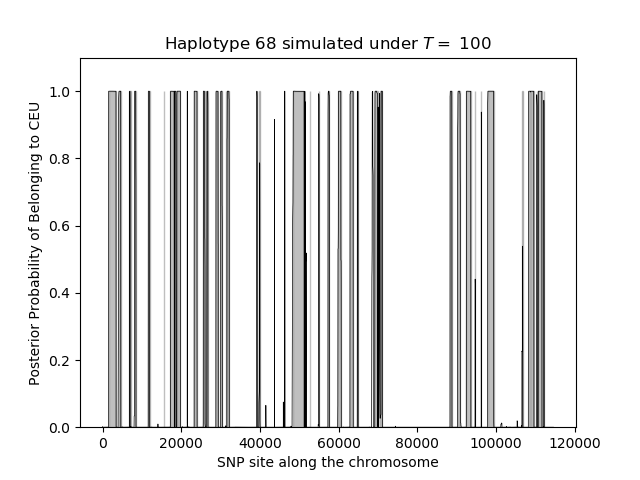 Haplotype 68 simulated under T = 100
Posterior Probability of Belonging to CEU
1.0
0.8
0.6
0.4
0.2
0.0
0 20000 40000 60000 80000 100000 120000
SNP site along the chromosome